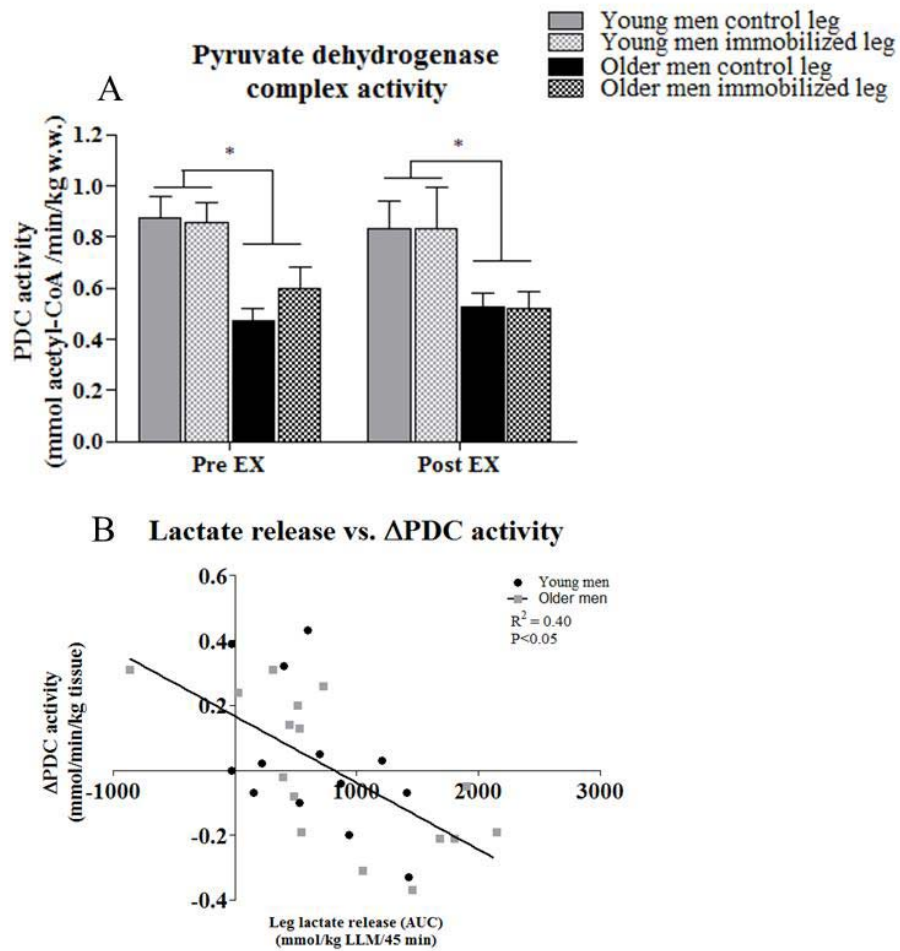 Young men control leg
Young men immobilized leg
Older men control leg
Older men immobilized leg
A
Pyruvate dehydrogenase
complex activity
PDC activity
(mmol acetyl-CoA /min/kg w.w.)
1.2
1.0
0.8
0.6
0.4
0.2
0.0
*
*
Pre EX
Post EX
B
Lactate release vs. ΔPDC activity
ΔPDC activity
(mmol/min/kg tissue)
0.6
0.4
0.2
-0.2
-0.4
-1000
1000
2000
3000
Young men
Older men
R² = 0.40
P<0.05
Leg lactate release (AUC)
(mmol/kg LLM/45 min)